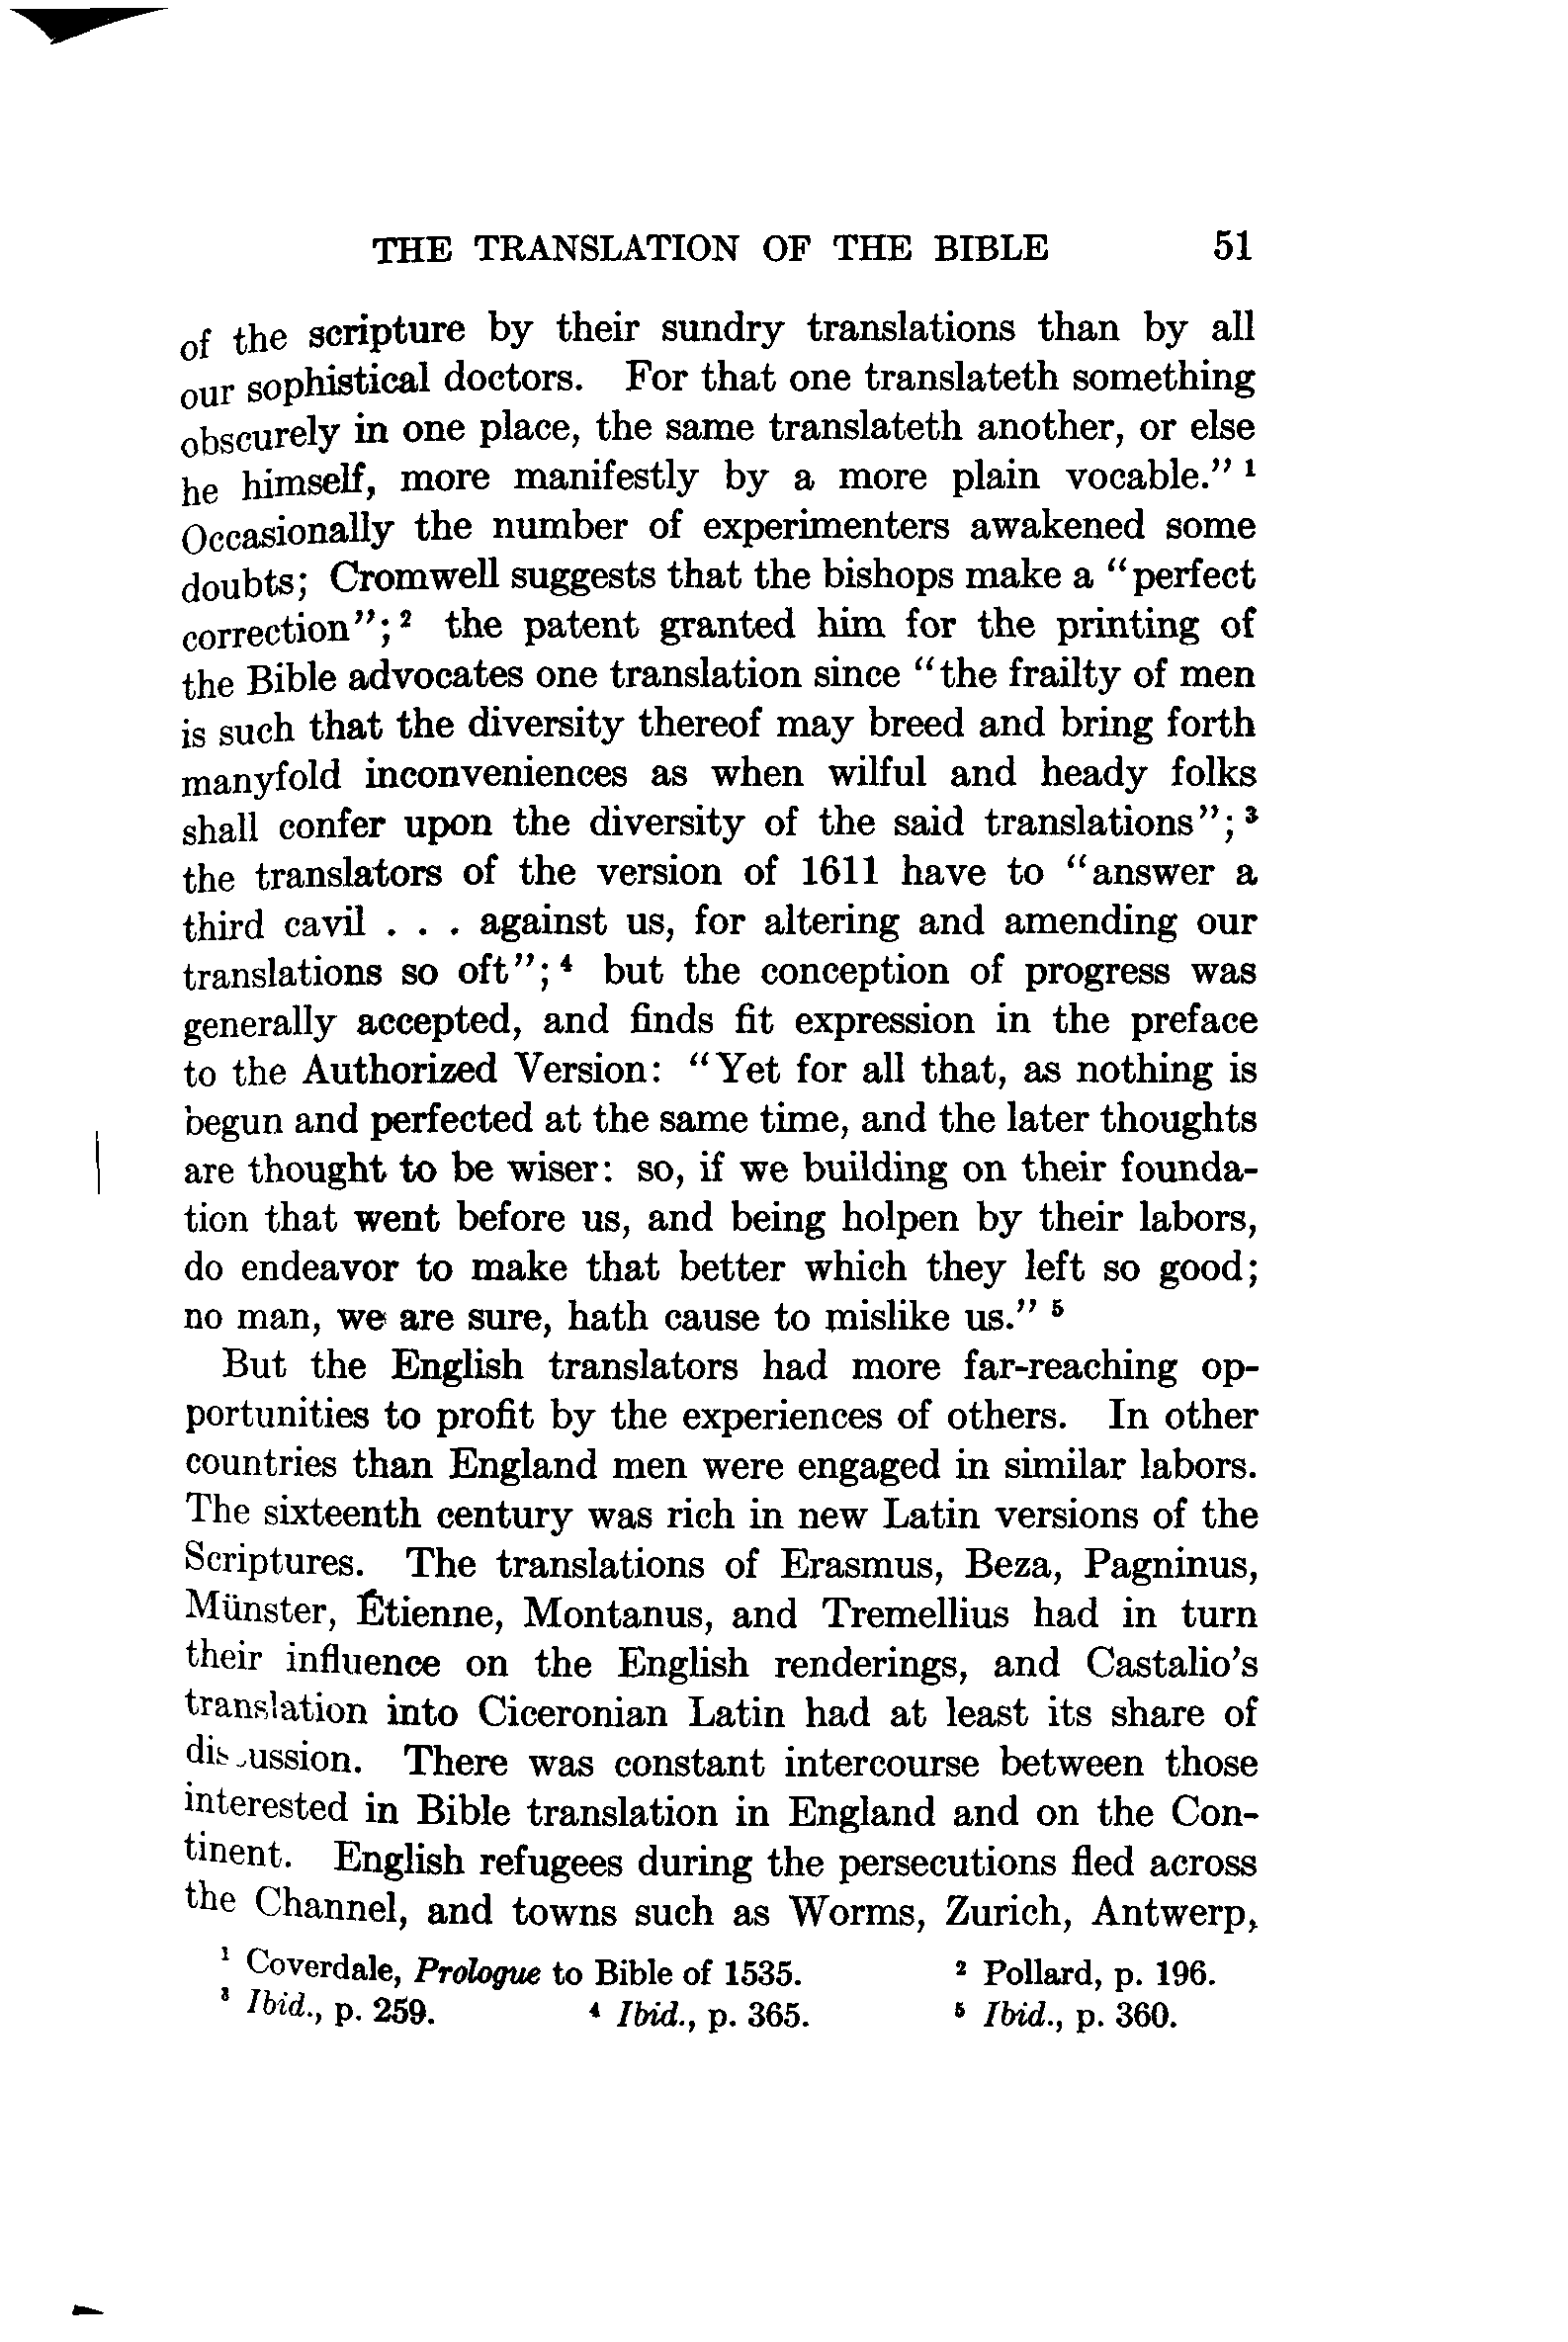 THE TRANSLATION OF THE BIBLE 51
of the scripture by their sundry translations than by all
our sophistical doctors. For that one translateth something
obscurely in one place, the same translateth another, or else
he himself, more manifestly by a more plain vocable." ¹
Occasionally the number of experimenters awakened some
doubts; Cromwell suggests that the bishops make a "perfect
correction"; ² the patent granted him for the printing of
the Bible advocates one translation since "the frailty of men
is such that the diversity thereof may breed and bring forth
manyfold inconveniences as when wilful and heady folks
shall confer upon the diversity of the said translations"; ³
the translators of the version of 1611 have to "answer a
third cavil . . . against us, for altering and amending our
translations so oft"; ⁴ but the conception of progress was
generally accepted, and finds fit expression in the preface
to the Authorized Version: "Yet for all that, as nothing is
begun and perfected at the same time, and the later thoughts
are thought to be wiser: so, if we building on their founda-
tion that went before us, and being holpen by their labors,
do endeavor to make that better which they left so good;
no man, we are sure, hath cause to mislike us." ⁵
But the English translators had more far-reaching op-
portunities to profit by the experiences of others. In other
countries than England men were engaged in similar labors.
The sixteenth century was rich in new Latin versions of the
Scriptures. The translations of Erasmus, Beza, Pagninus,
Münster, Étienne, Montanus, and Tremellius had in turn
their influence on the English renderings, and Castalio's
translation into Ciceronian Latin had at least its share of
discussion. There was constant intercourse between those
interested in Bible translation in England and on the Con-
tinent. English refugees during the persecutions fled across
the Channel, and towns such as Worms, Zurich, Antwerp,
¹ Coverdale, Prologue to Bible of 1535. ² Pollard, p. 196.
³ Ibid., p. 259. ⁴ Ibid., p. 365. ⁵ Ibid., p. 360.